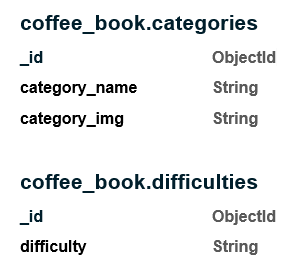 coffee_book.categories
_id ObjectId
category_name String
category_img String
coffee_book.difficulties
_id ObjectId
difficulty String